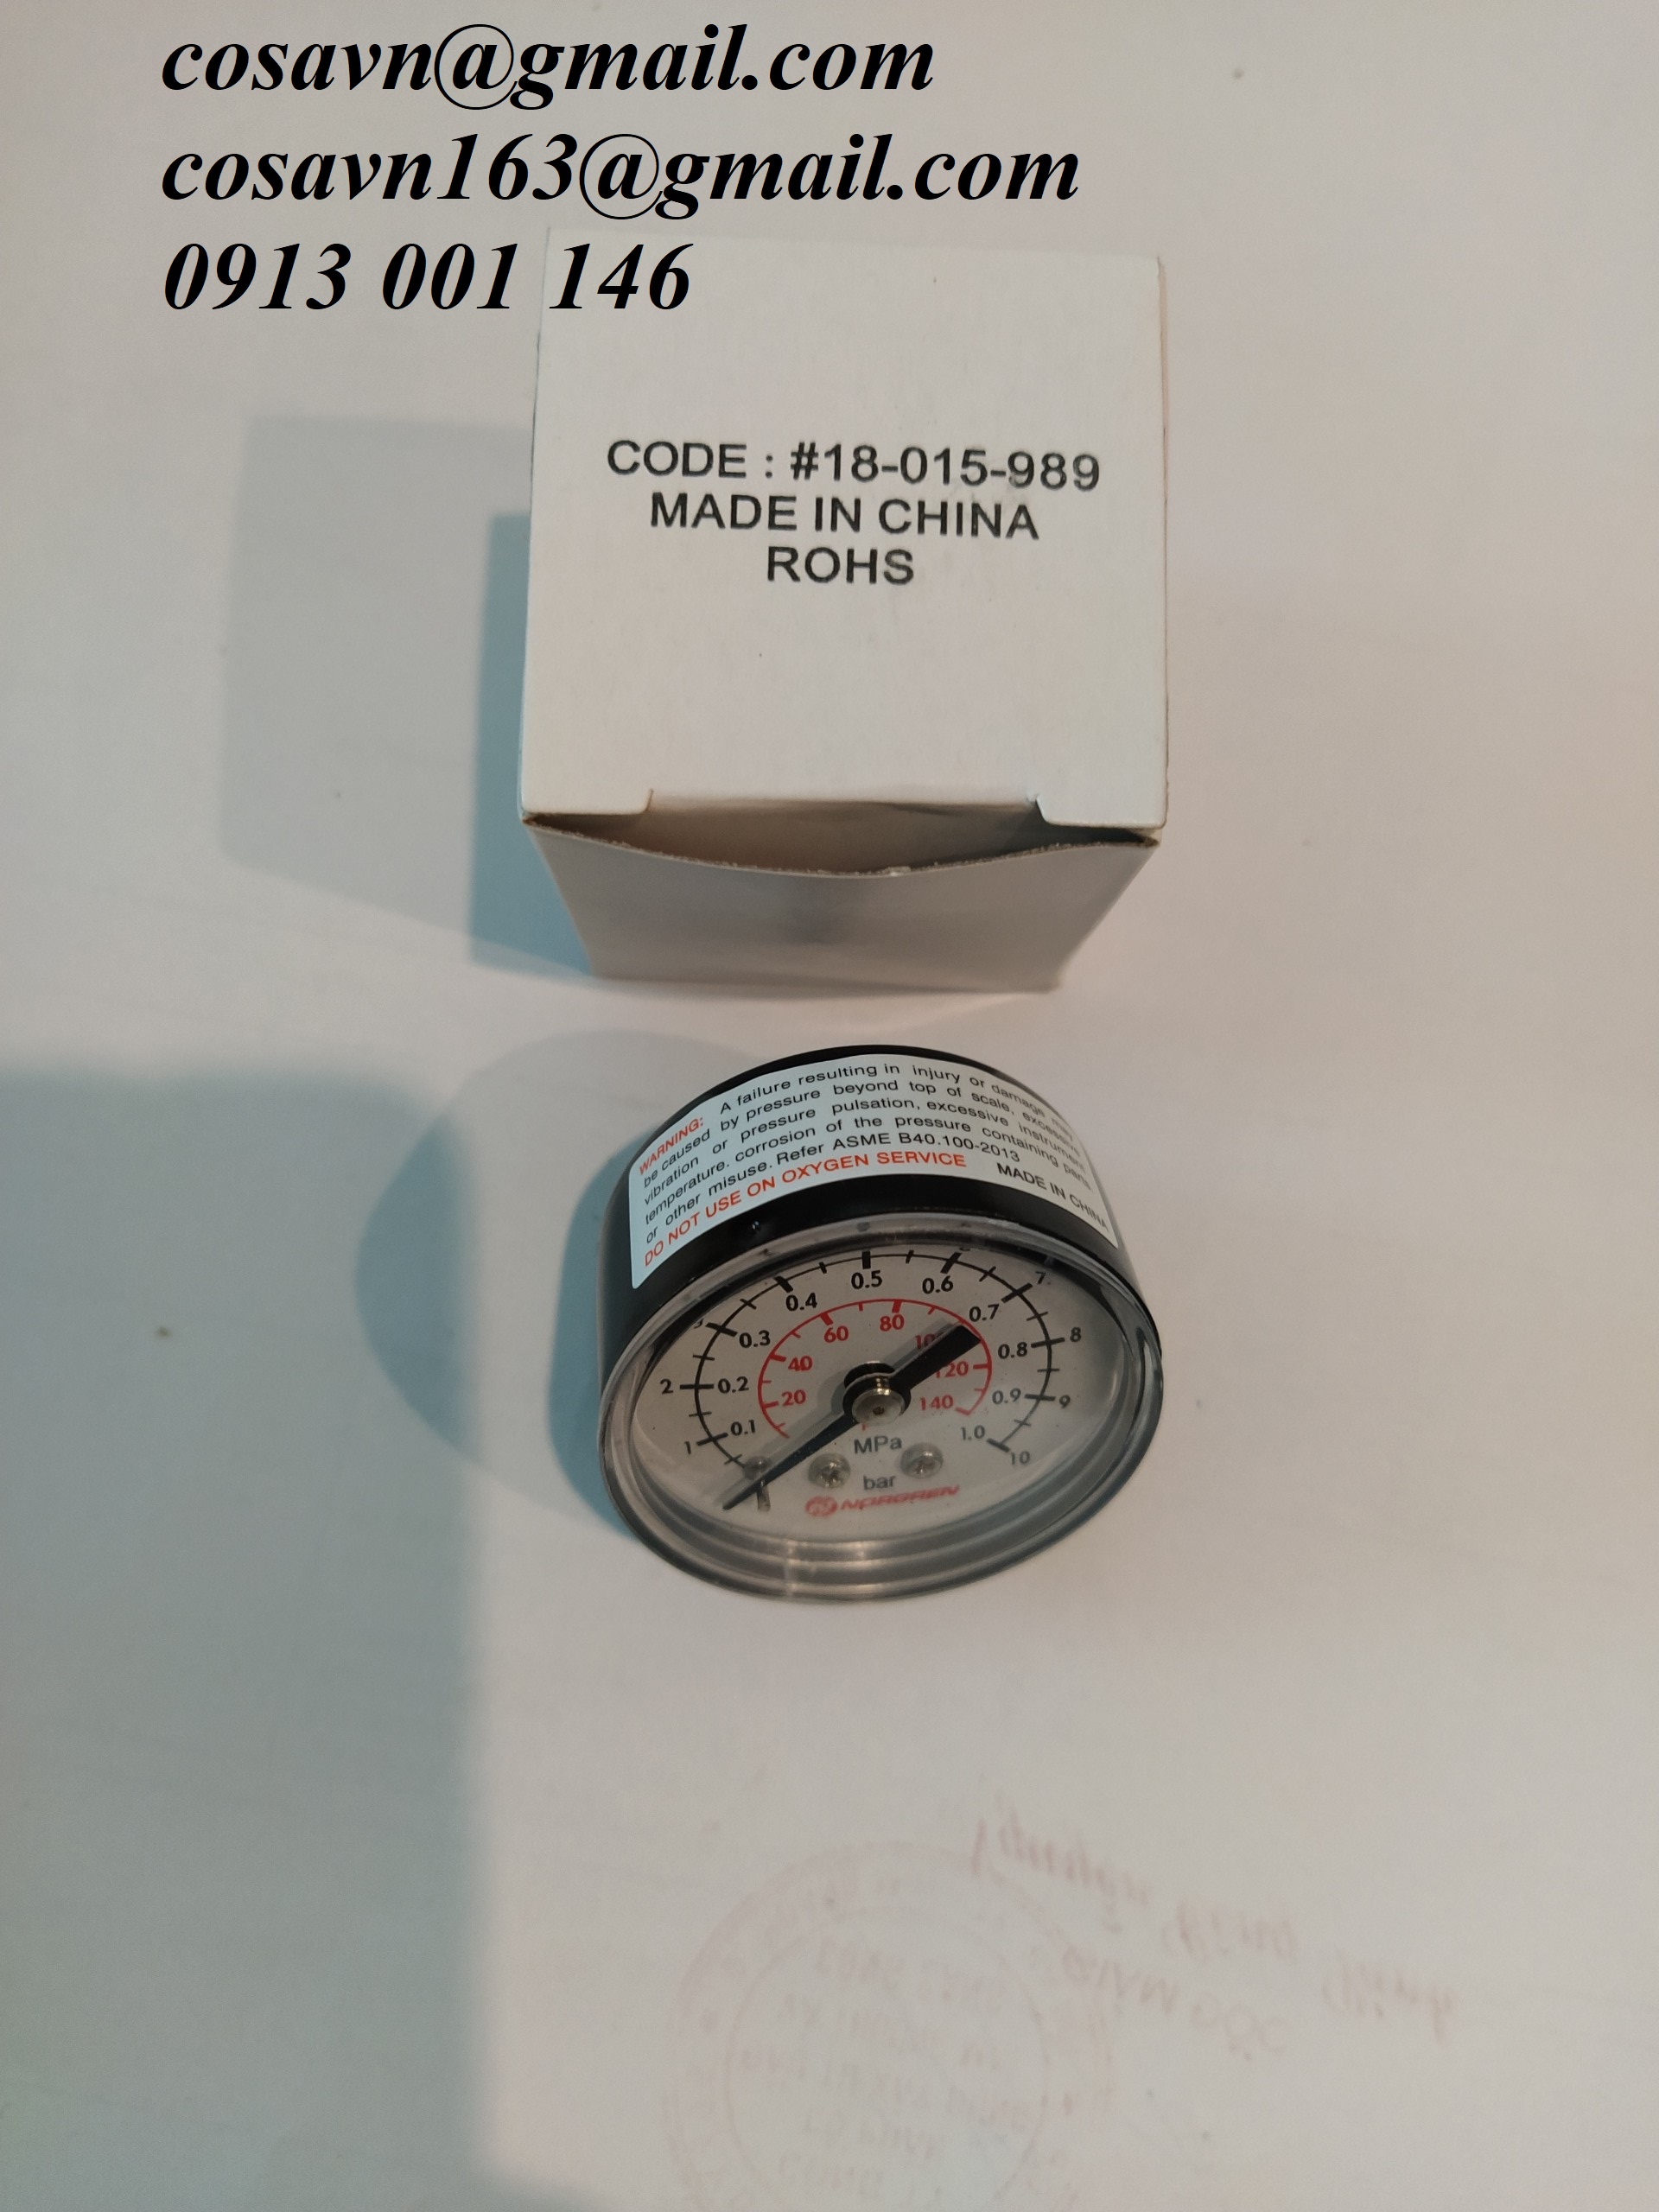 cosavn@gmail.com
cosavn163@gmail.com
0913 001 146
CODE : #18-015-989
MADE IN CHINA
ROHS
WARNING: A failure resulting in injury or damage may
be caused by pressure beyond top of scale, excessive
vibration or pressure pulsation, excessive instrument
temperature. corrosion of the pressure containing parts
or other misuse. Refer ASME B40.100-2013
DO NOT USE ON OXYGEN SERVICE MADE IN CHINA
0.1 0.2 0.3 0.4 0.5 0.6 0.7 0.8 0.9 1.0
1 2 7 8 9 10
20 40 60 80 120 140
MPa
bar
NORGREN